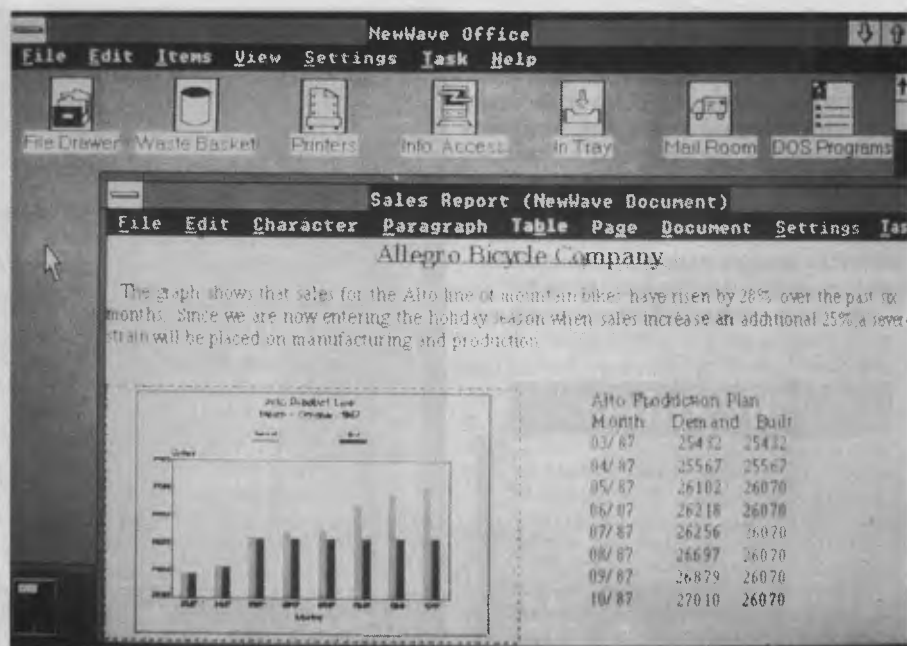 NewWave Office
File Edit Items View Settings Task Help
File Drawer Waste Basket Printers Info. Access In Tray Mail Room DOS Programs
Sales Report (NewWave Document)
File Edit Character Paragraph Table Page Document Settings Tas
Allegro Bicycle Company
The graph shows that sales for the Alto line of mountain bikes have risen by 28% over the past six
months. Since we are now entering the holiday season when sales increase an additional 25%, a sever
strain will be placed on manufacturing and production
Alto Production Plan
Month Demand Built
03/87 25432 25432
04/87 25567 25567
05/87 26102 26070
06/87 26218 26070
07/87 26256 26070
08/87 26697 26070
09/87 26879 26070
10/87 27010 26070